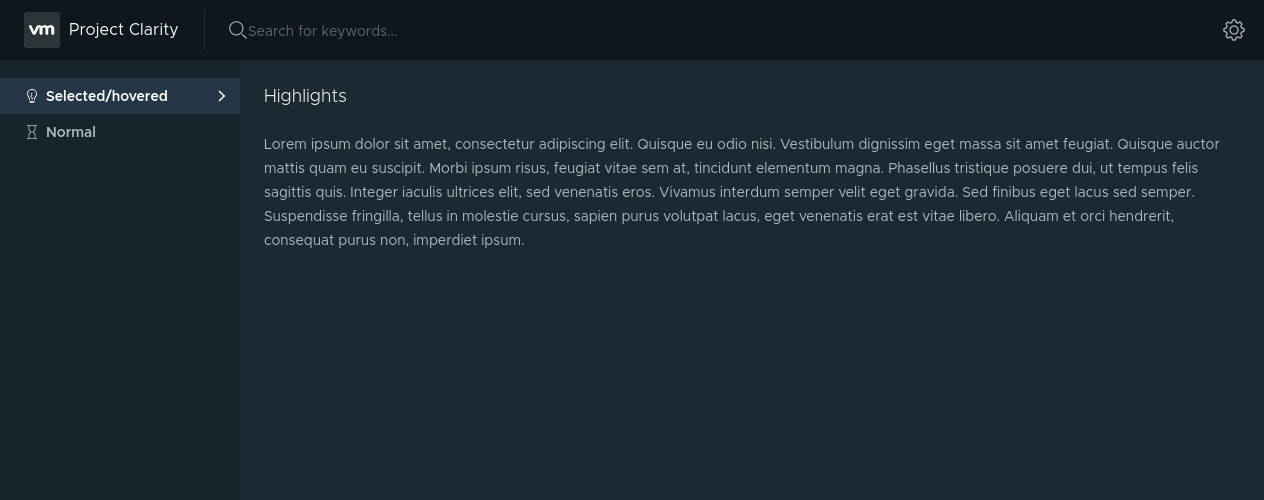 vm Project Clarity
Search for keywords...
Selected/hovered
Normal
Highlights
Lorem ipsum dolor sit amet, consectetur adipiscing elit. Quisque eu odio nisi. Vestibulum dignissim eget massa sit amet feugiat. Quisque auctor
mattis quam eu suscipit. Morbi ipsum risus, feugiat vitae sem at, tincidunt elementum magna. Phasellus tristique posuere dui, ut tempus felis
sagittis quis. Integer iaculis ultrices elit, sed venenatis eros. Vivamus interdum semper velit eget gravida. Sed finibus eget lacus sed semper.
Suspendisse fringilla, tellus in molestie cursus, sapien purus volutpat lacus, eget venenatis erat est vitae libero. Aliquam et orci hendrerit,
consequat purus non, imperdiet ipsum.